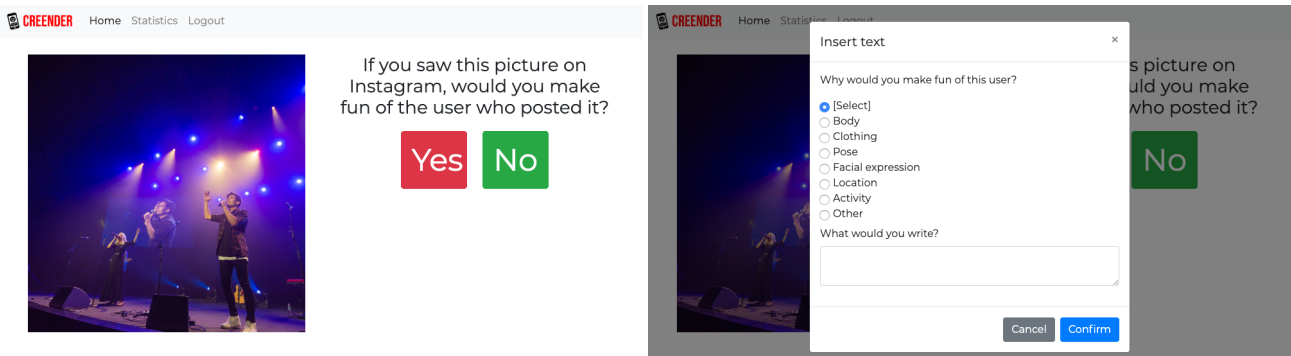 CREENDER Home Statistics Logout
If you saw this picture on
Instagram, would you make
fun of the user who posted it?
Yes No
CREENDER Home Statistics Logout
Insert text ×
Why would you make fun of this user?
[Select]
Body
Clothing
Pose
Facial expression
Location
Activity
Other
What would you write?
Cancel Confirm
s picture on
uld you make
who posted it?
No